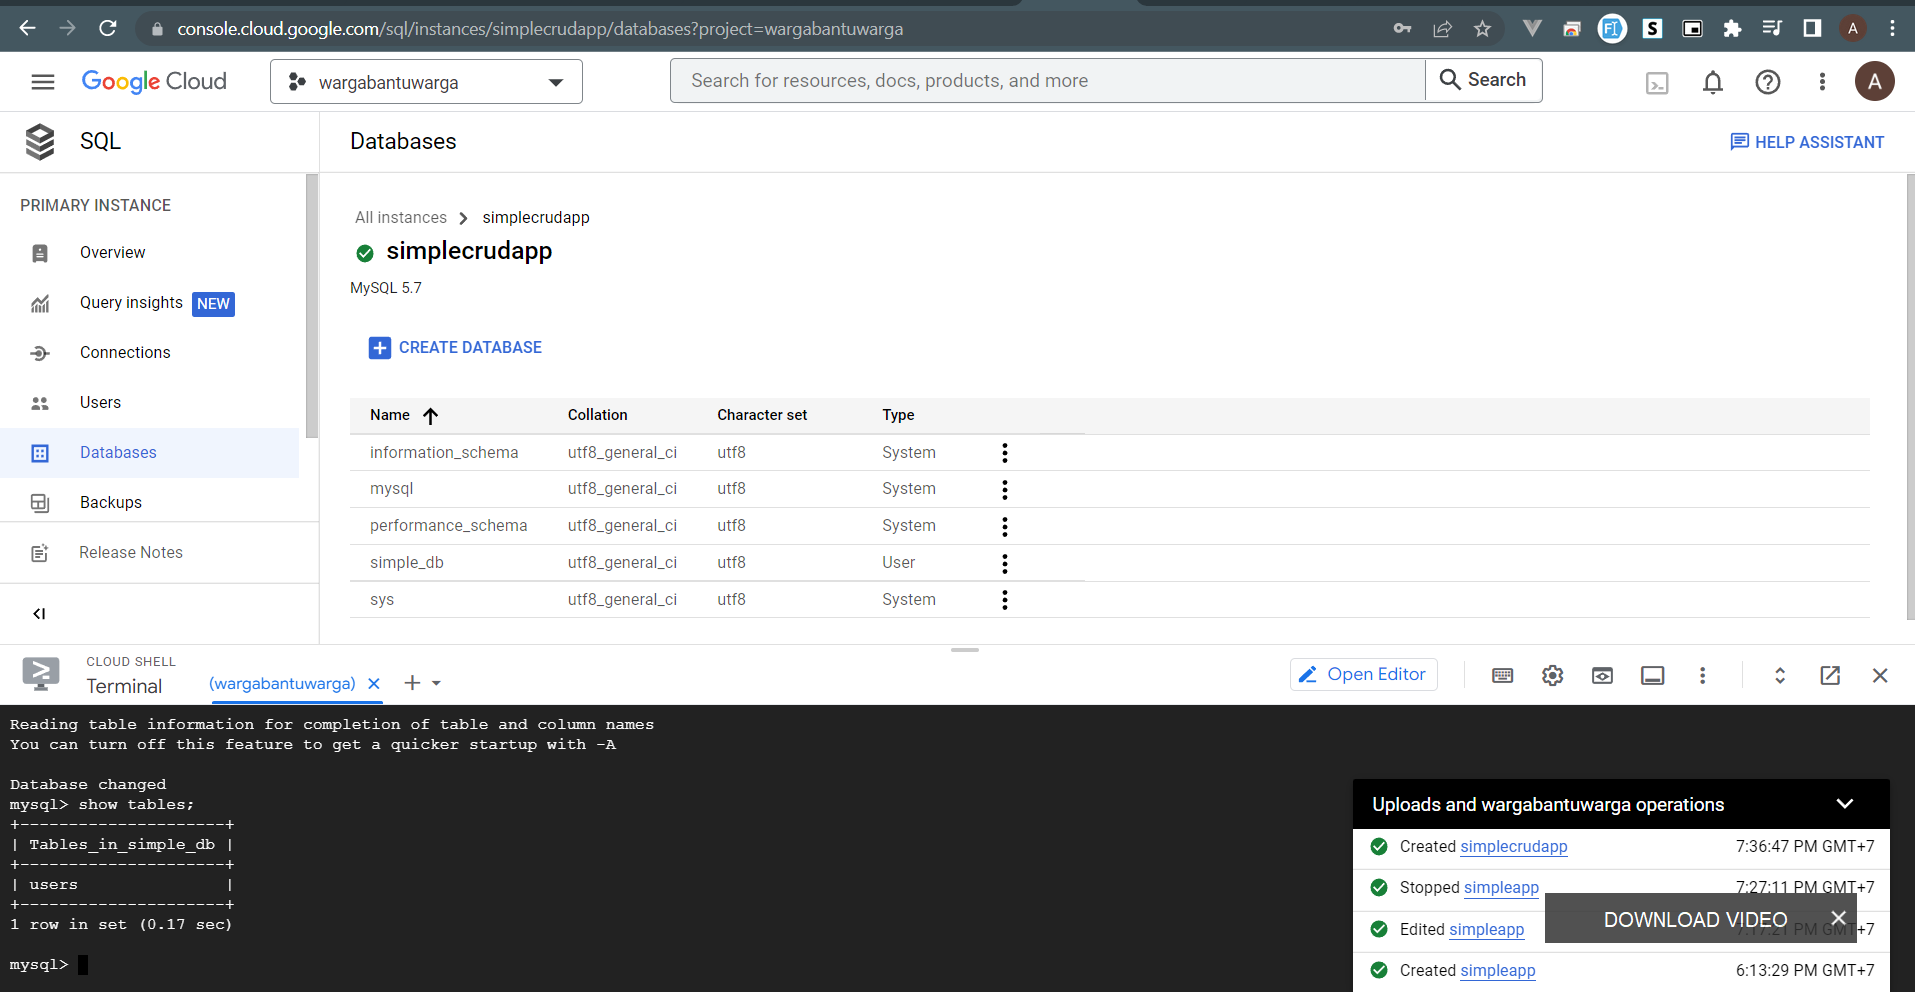 console.cloud.google.com/sql/instances/simplecrudapp/databases?project=wargabantuwarga
A
Google Cloud
wargabantuwarga
Search for resources, docs, products, and more
Search
A
SQL
Databases
HELP ASSISTANT
PRIMARY INSTANCE
Overview
Query insights NEW
Connections
Users
Databases
Backups
Release Notes
All instances simplecrudapp
simplecrudapp
MySQL 5.7
CREATE DATABASE
Name Collation Character set Type
information_schema utf8_general_ci utf8 System
mysql utf8_general_ci utf8 System
performance_schema utf8_general_ci utf8 System
simple_db utf8_general_ci utf8 User
sys utf8_general_ci utf8 System
CLOUD SHELL
Terminal
(wargabantuwarga)
Open Editor
Reading table information for completion of table and column names
You can turn off this feature to get a quicker startup with -A
Database changed
mysql> show tables;
+---------------------+
| Tables_in_simple_db |
+---------------------+
| users |
+---------------------+
1 row in set (0.17 sec)
mysql>
Uploads and wargabantuwarga operations
Created simplecrudapp 7:36:47 PM GMT+7
Stopped simpleapp 7:27:11 PM GMT+7
Edited simpleapp 7:17:21 PM GMT+7
DOWNLOAD VIDEO
Created simpleapp 6:13:29 PM GMT+7